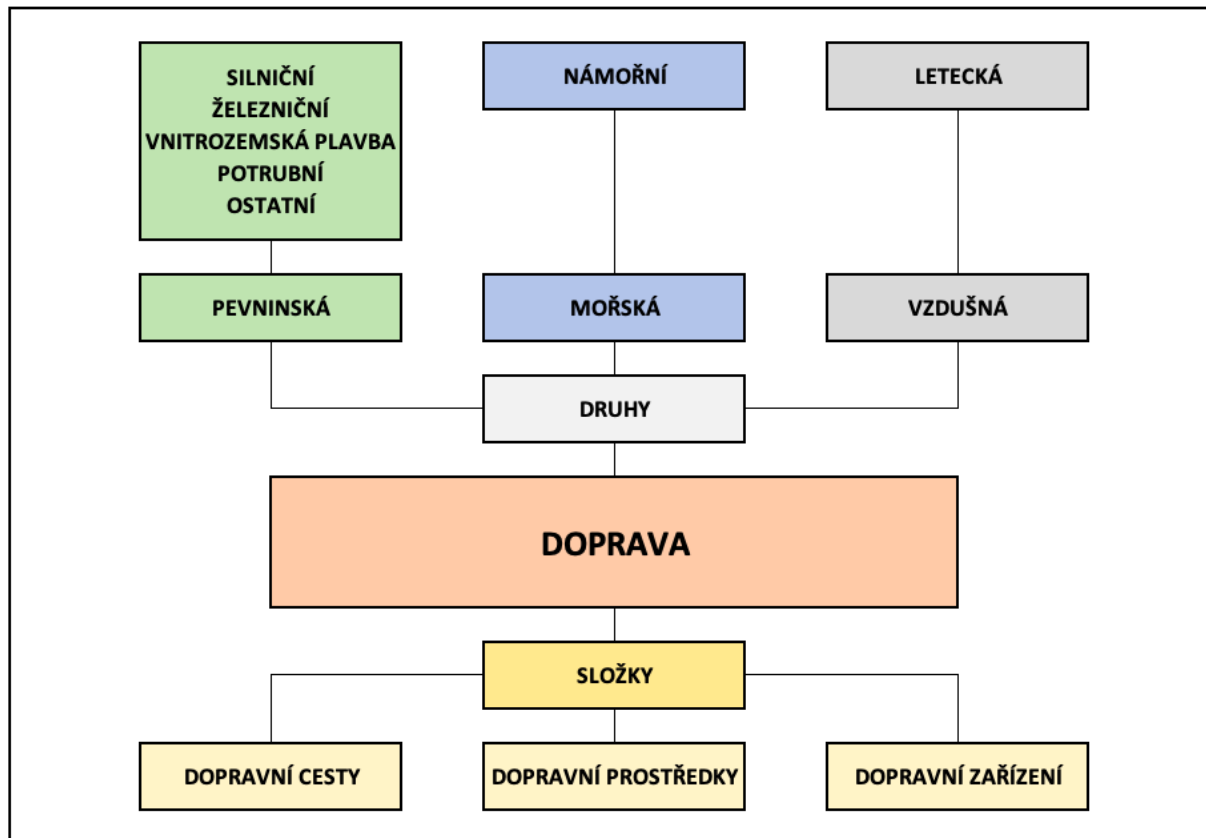 SILNIČNÍ
ŽELEZNIČNÍ
VNITROZEMSKÁ PLAVBA
POTRUBNÍ
OSTATNÍ
NÁMOŘNÍ
LETECKÁ
PEVNINSKÁ
MOŘSKÁ
VZDUŠNÁ
DRUHY
DOPRAVA
SLOŽKY
DOPRAVNÍ CESTY
DOPRAVNÍ PROSTŘEDKY
DOPRAVNÍ ZAŘÍZENÍ